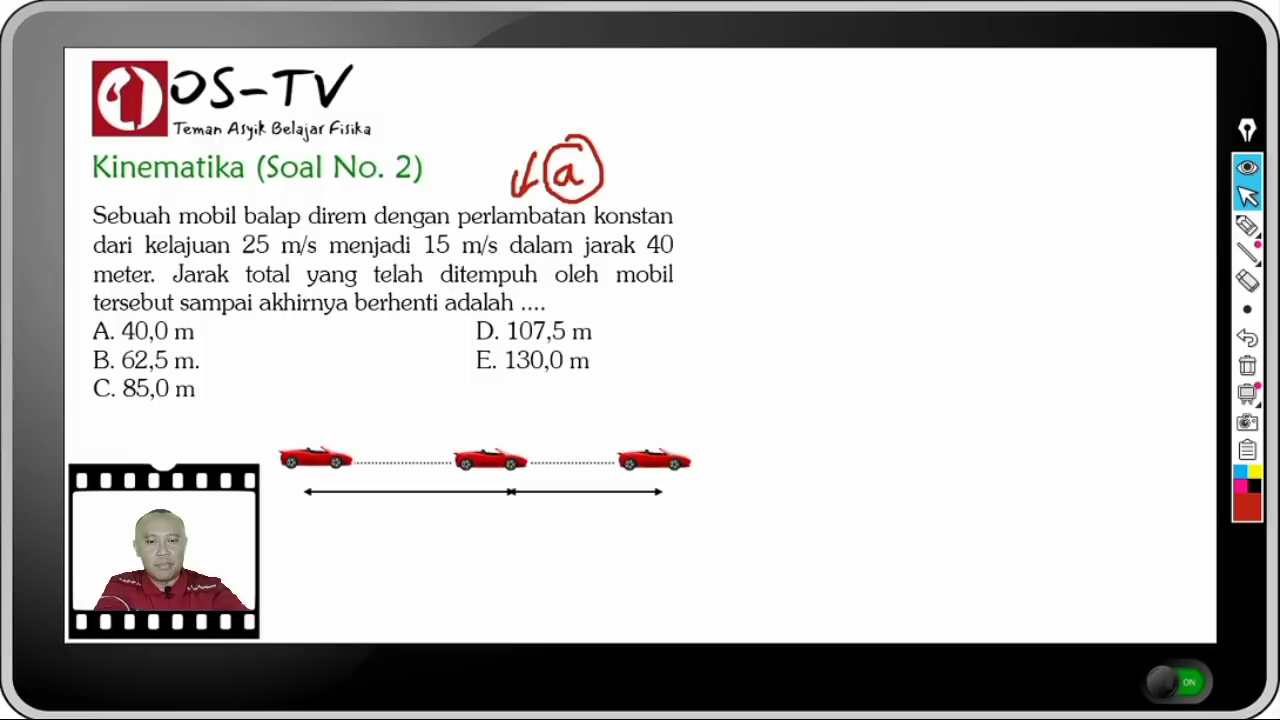 OS-TV
Teman Asyik Belajar Fisika
Kinematika (Soal No. 2)
a
Sebuah mobil balap direm dengan perlambatan konstan
dari kelajuan 25 m/s menjadi 15 m/s dalam jarak 40
meter. Jarak total yang telah ditempuh oleh mobil
tersebut sampai akhirnya berhenti adalah ....
A. 40,0 m
B. 62,5 m.
C. 85,0 m
D. 107,5 m
E. 130,0 m
ON